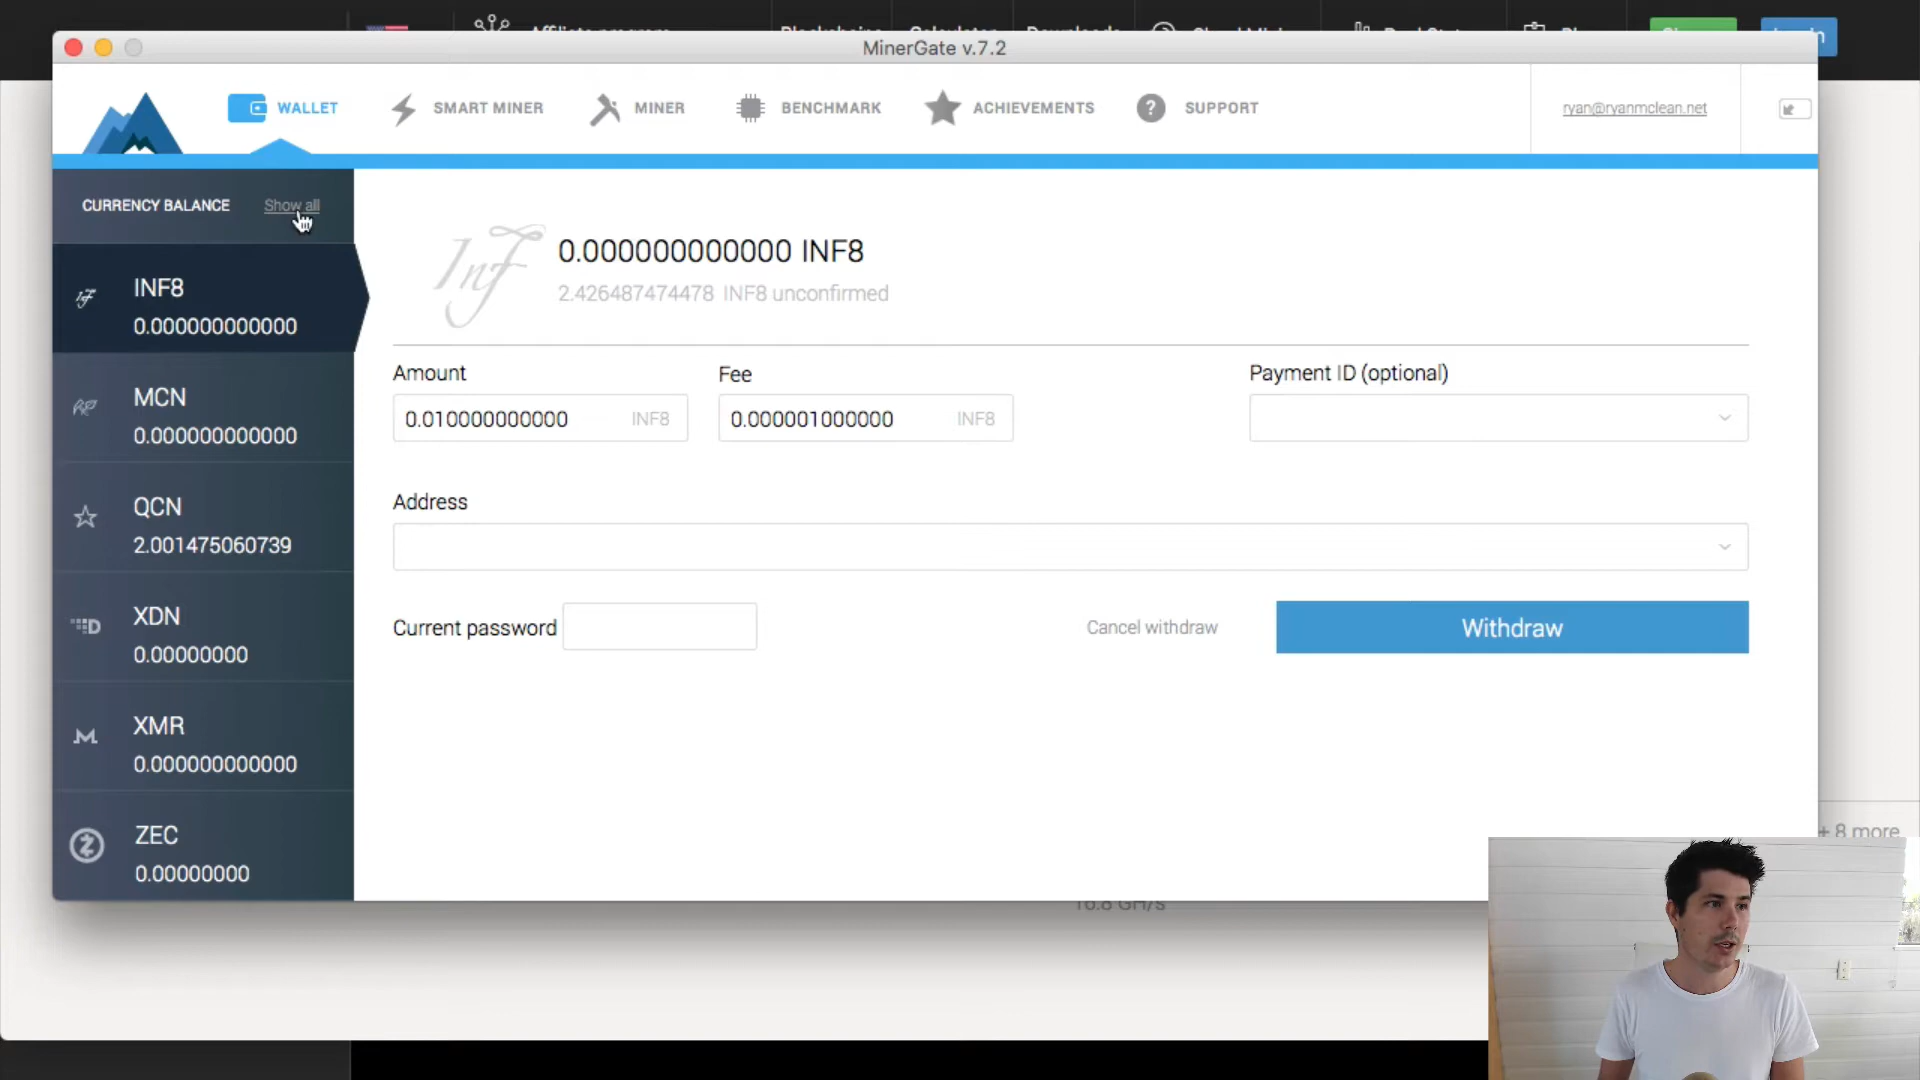 MinerGate v.7.2
WALLET
SMART MINER
MINER
BENCHMARK
ACHIEVEMENTS
SUPPORT
ryan@ryanmclean.net
CURRENCY BALANCE Show all
INF8
0.000000000000
MCN
0.000000000000
QCN
2.001475060739
XDN
0.00000000
XMR
0.000000000000
ZEC
0.00000000
0.000000000000 INF8
2.426487474478 INF8 unconfirmed
Amount
0.010000000000 INF8
Fee
0.000001000000 INF8
Payment ID (optional)
Address
Current password
Cancel withdraw
Withdraw
+ 8 more
16.8 GH/s